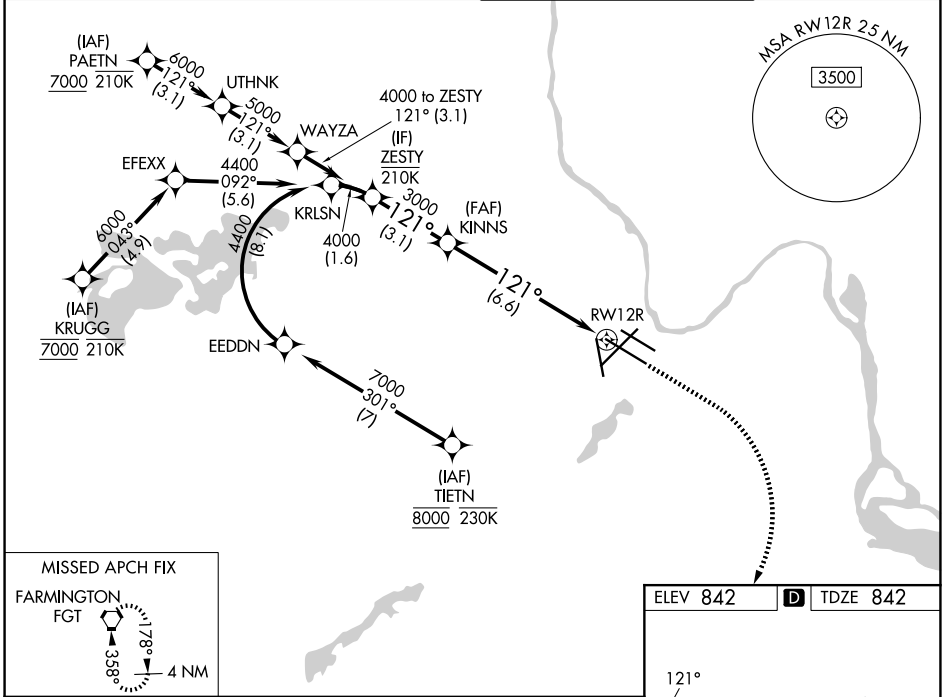 (IAF)
PAETN
7000 210K
6000
121°
(3.1)
UTHNK
5000
121°
(3.1)
WAYZA
4000 to ZESTY
121° (3.1)
(IF)
ZESTY
210K
EFEXX
4400
092°
(5.6)
KRLSN
4000
(1.6)
3000
121°
(3.1)
(FAF)
KINNS
6000
043°
(4.9)
(IAF)
KRUGG
7000 210K
4400
(8.1)
EEDDN
121°
(6.6)
RW12R
7000
301°
(7)
(IAF)
TIETN
8000 230K
MSA RW12R 25 NM
3500
MISSED APCH FIX
FARMINGTON
FGT
178°
358°
4 NM
ELEV 842 D TDZE 842
121°